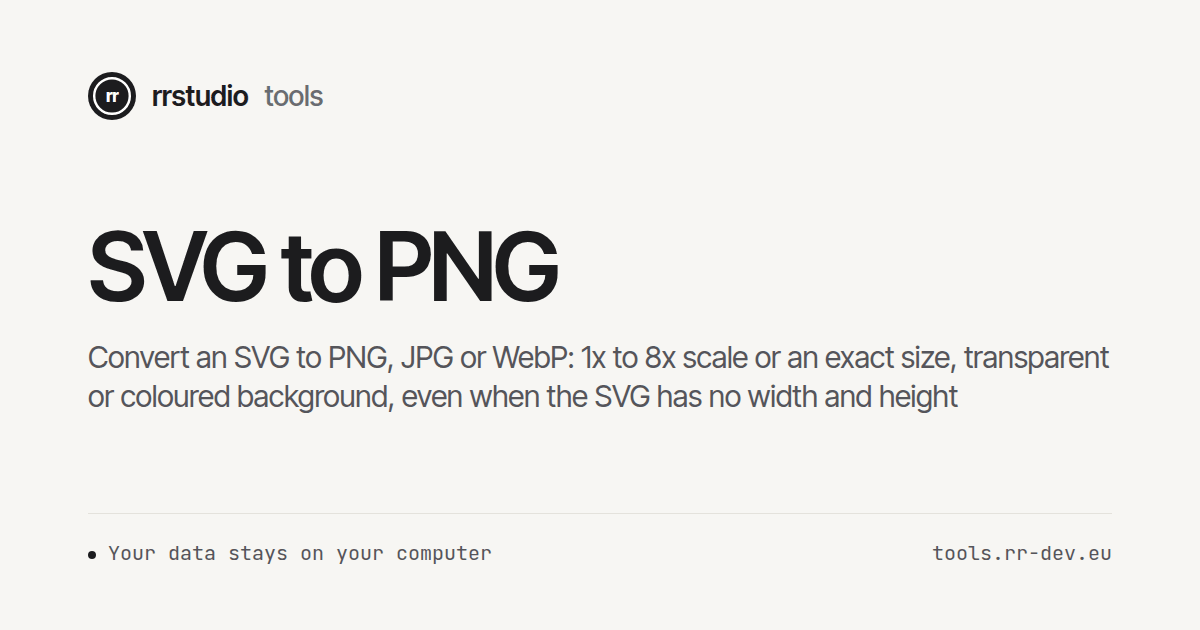 rr rrstudio tools
SVG to PNG
Convert an SVG to PNG, JPG or WebP: 1x to 8x scale or an exact size, transparent
or coloured background, even when the SVG has no width and height
Your data stays on your computer
tools.rr-dev.eu